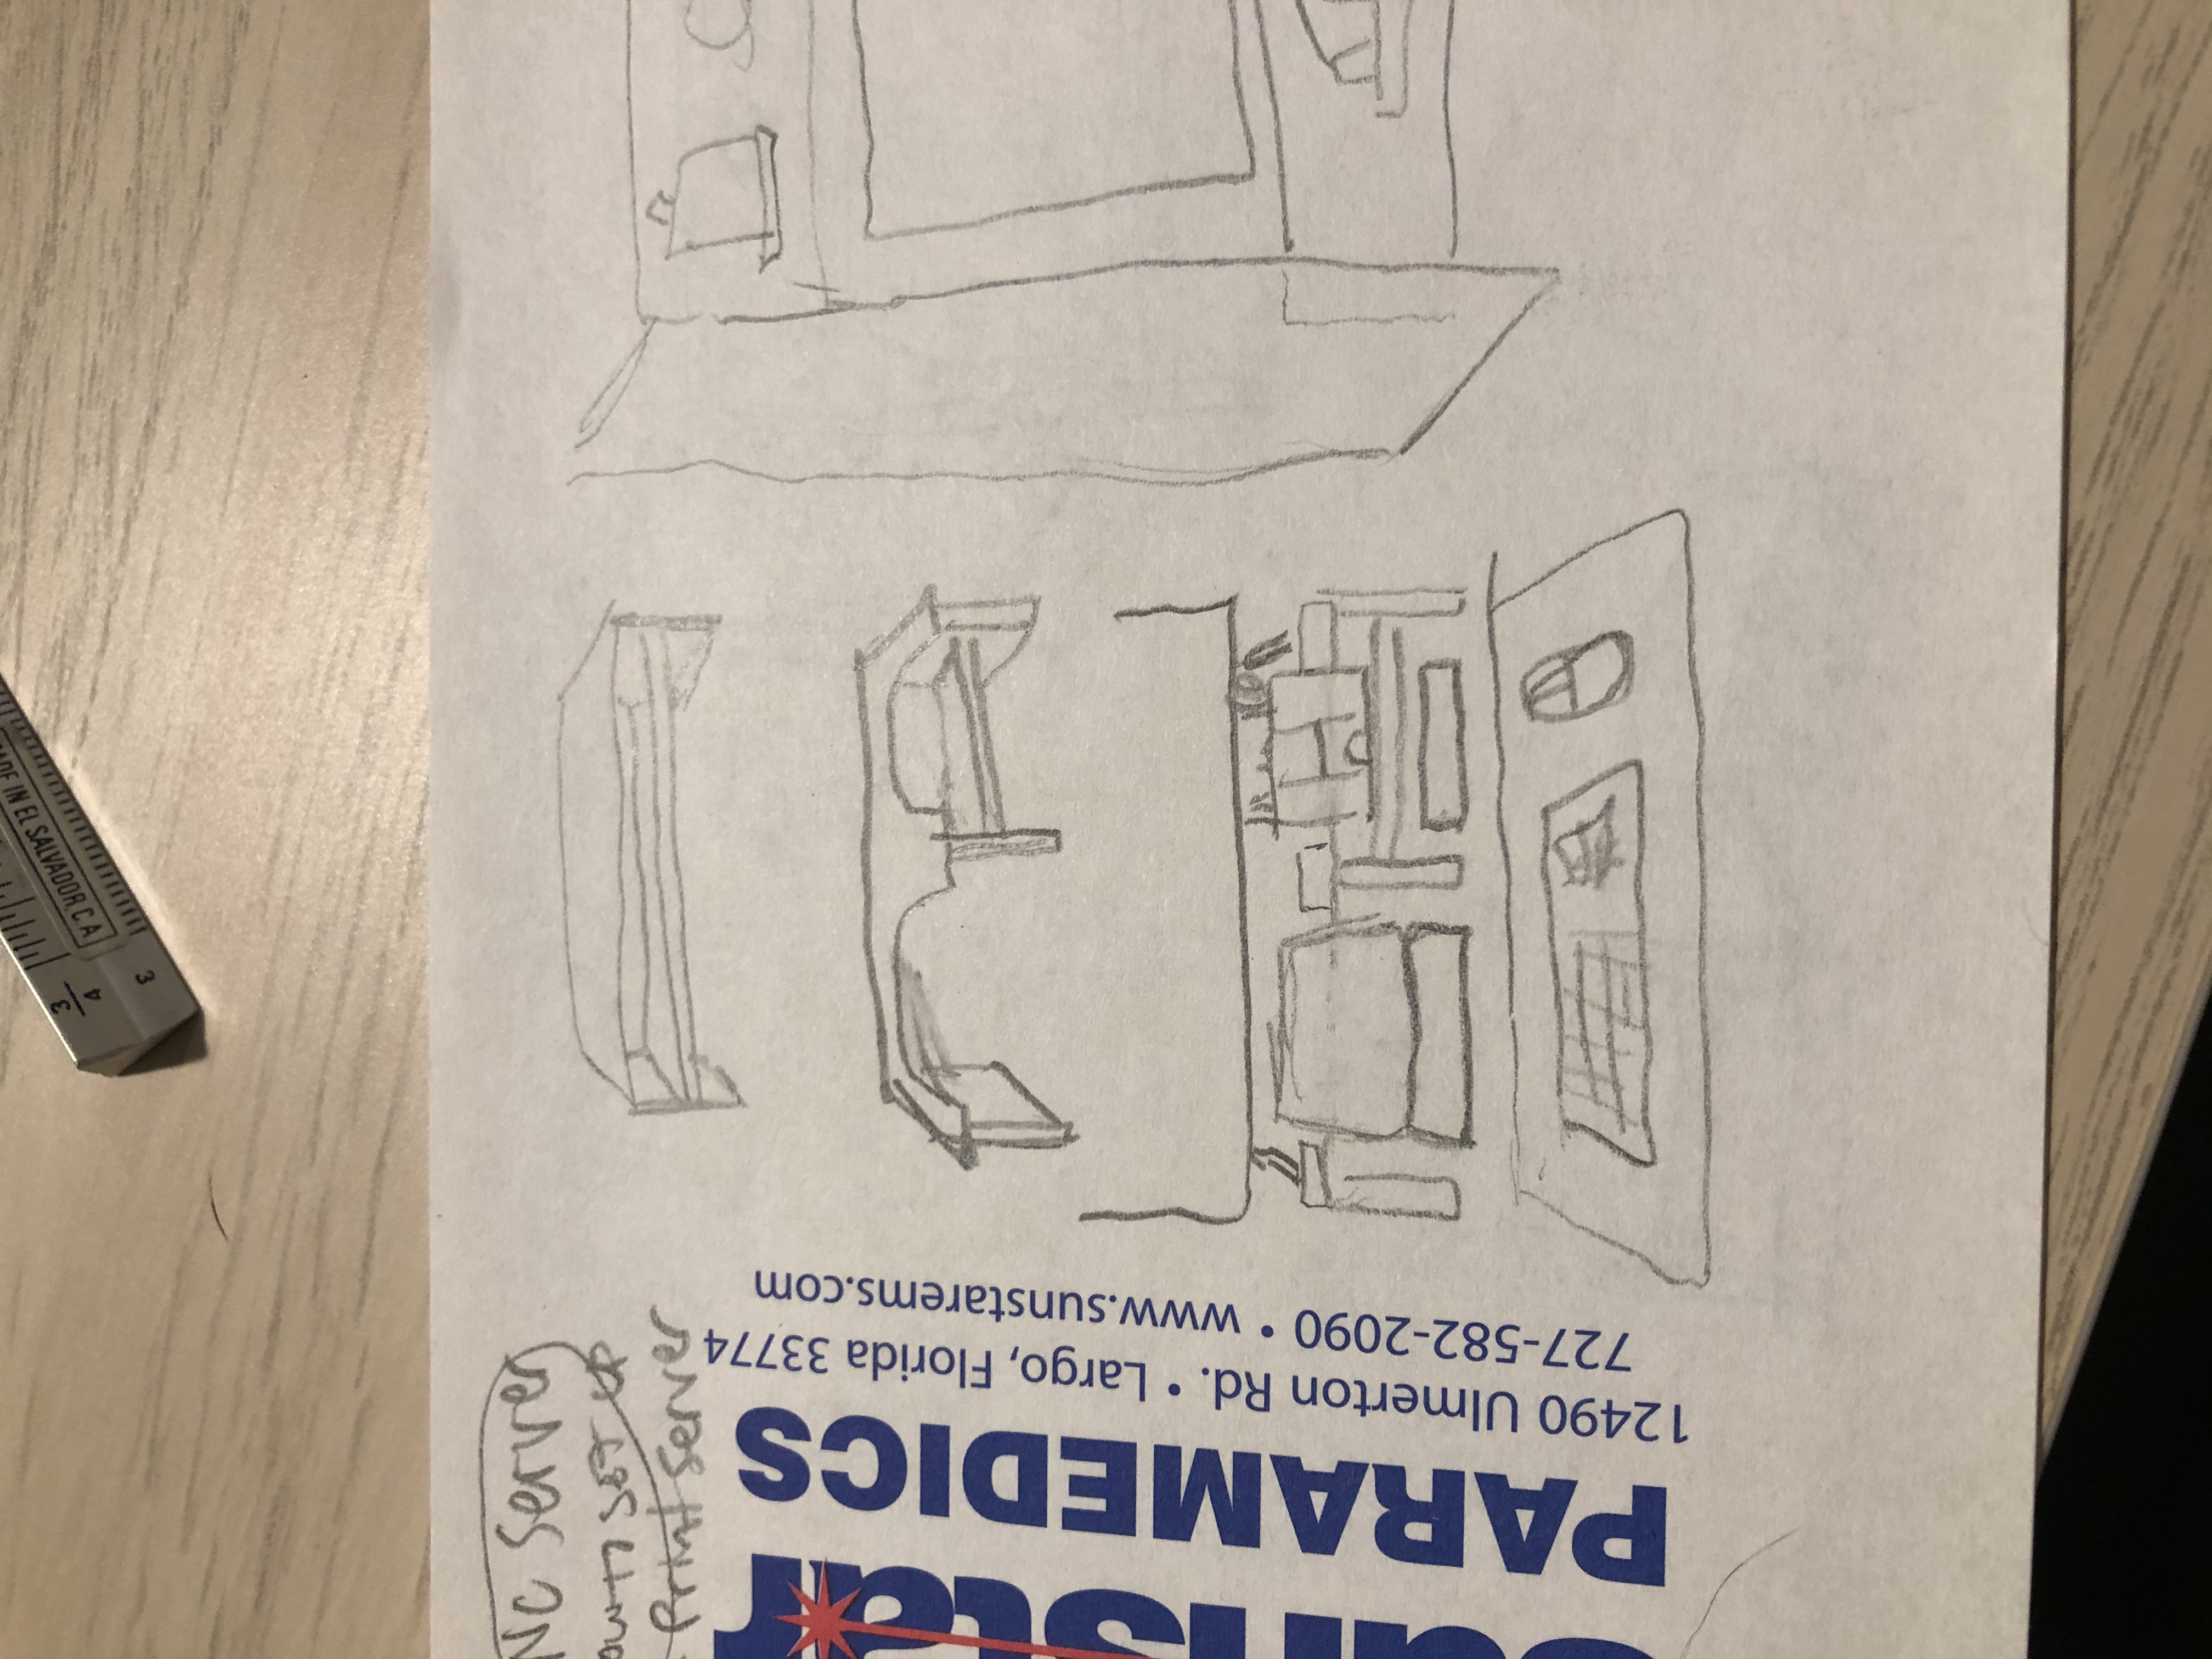 3/4
MADE IN EL SALVADOR C.A
3
NC Server
ow to set up
Print Server
star
PARAMEDICS
12490 Ulmerton Rd. • Largo, Florida 33774
727-582-2090 • www.sunstarems.com